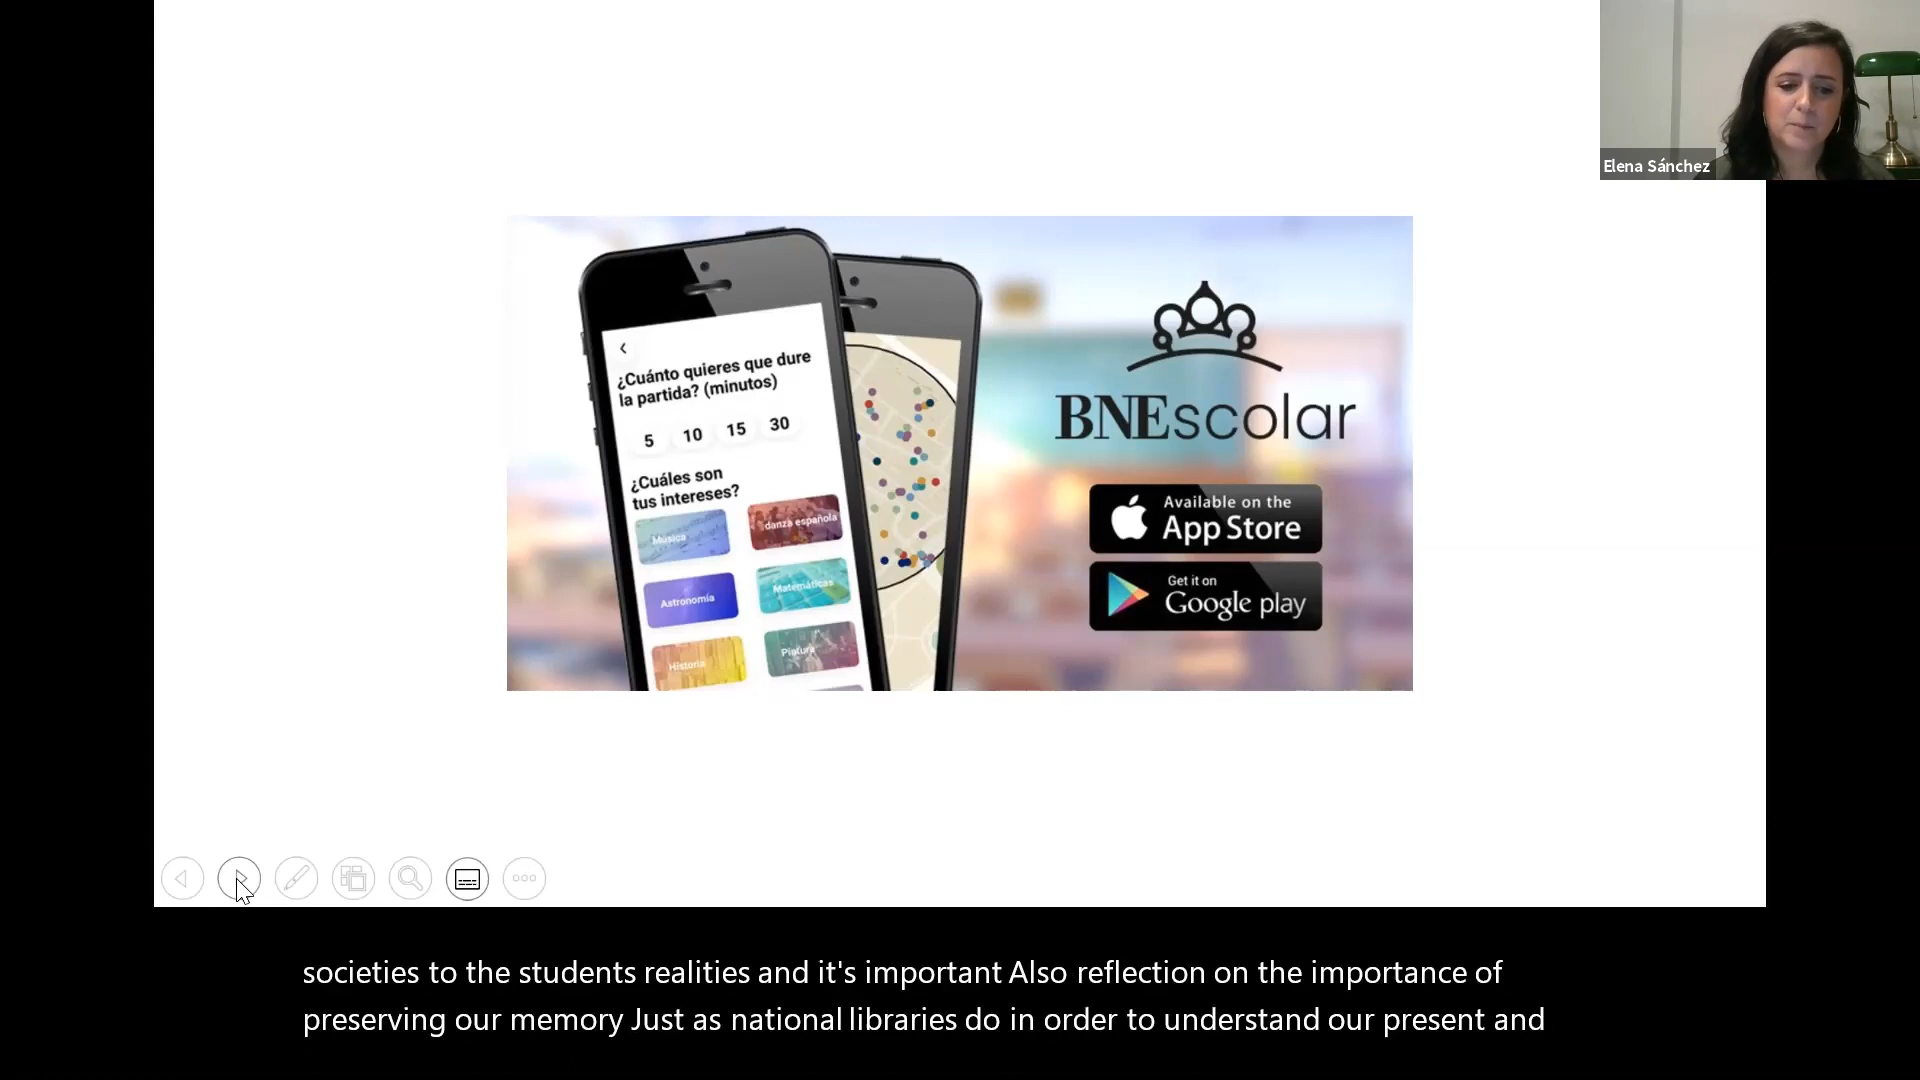 Elena Sánchez
¿Cuánto quieres que dure
la partida? (minutos)
5 10 15 30
¿Cuáles son
tus intereses?
Música
danza española
Astronomía
Matemáticas
Historia
Pintura
BNEscolar
Available on the
App Store
Get it on
Google play
societies to the students realities and it's important Also reflection on the importance of
preserving our memory Just as national libraries do in order to understand our present and